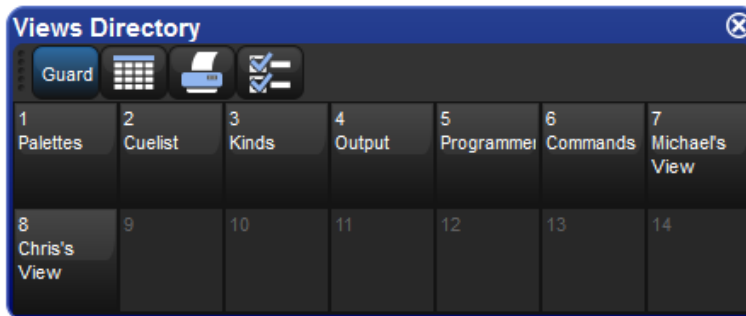 Views Directory
Guard
1 2 3 4 5 6 7
Palettes Cuelist Kinds Output Programmer Commands Michael's
View
8 9 10 11 12 13 14
Chris's
View